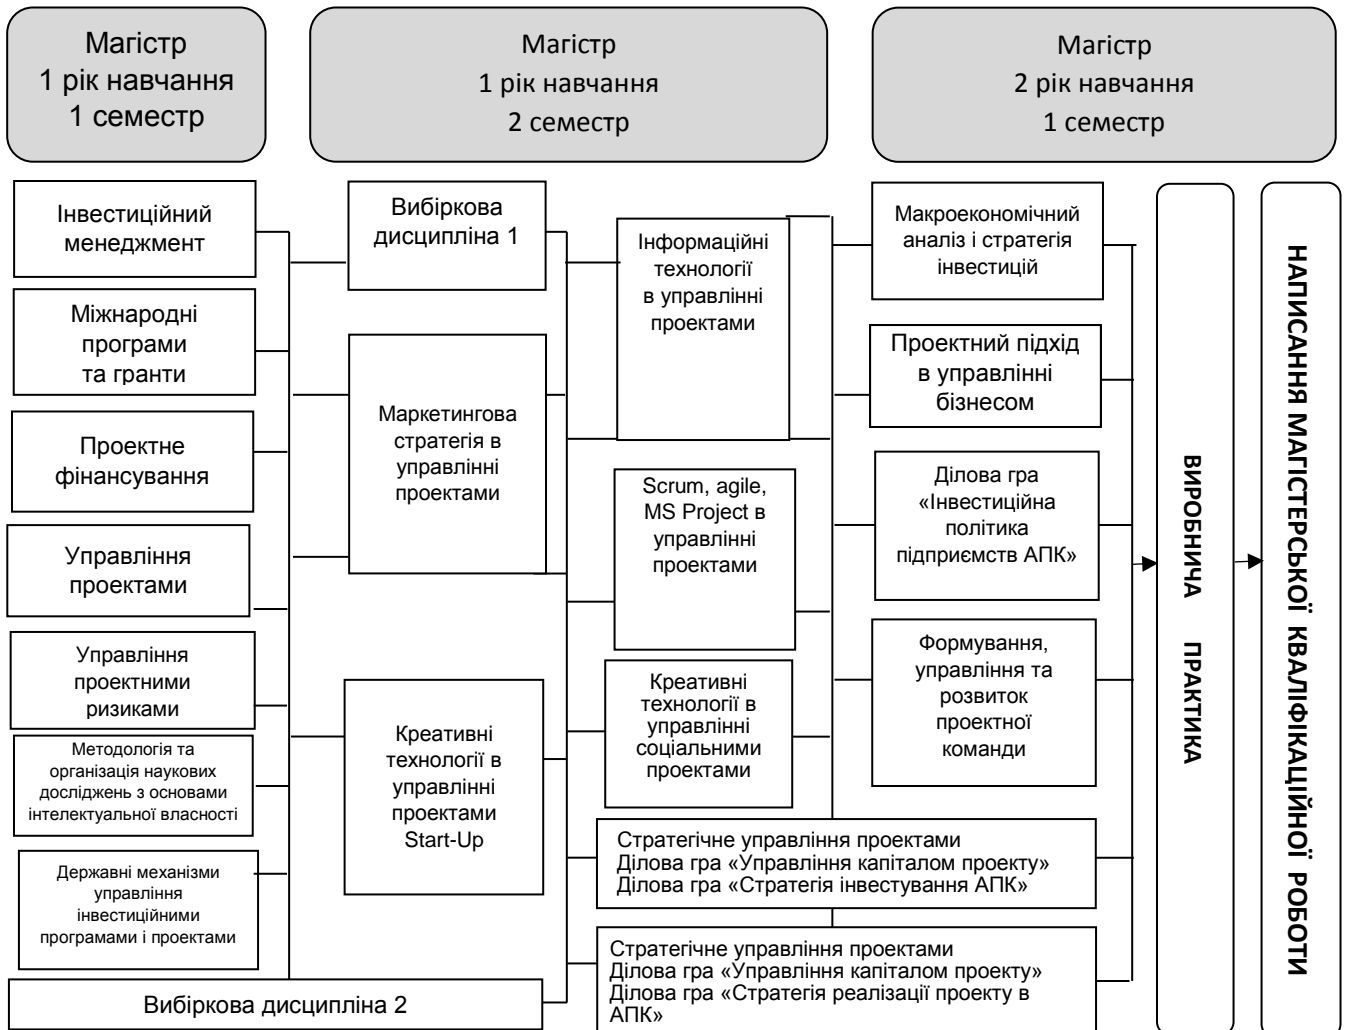 Магістр
1 рік навчання
1 семестр
Магістр
1 рік навчання
2 семестр
Магістр
2 рік навчання
1 семестр
Інвестиційний
менеджмент
Міжнародні
програми
та гранти
Проектне
фінансування
Управління
проектами
Управління
проектними
ризиками
Методологія та
організація наукових
досліджень з основами
інтелектуальної власності
Державні механізми
управління
інвестиційними
програмами і проектами
Вибіркова дисципліна 2
Вибіркова
дисципліна 1
Маркетингова
стратегія в
управлінні
проектами
Креативні
технології в
управлінні
проектами
Start-Up
Інформаційні
технології
в управлінні
проектами
Scrum, agile,
MS Project в
управлінні
проектами
Креативні
технології в
управлінні
соціальними
проектами
Стратегічне управління проектами
Ділова гра «Управління капіталом проекту»
Ділова гра «Стратегія інвестування АПК»
Стратегічне управління проектами
Ділова гра «Управління капіталом проекту»
Ділова гра «Стратегія реалізації проекту в
АПК»
Макроекономічний
аналіз і стратегія
інвестицій
Проектний підхід
в управлінні
бізнесом
Ділова гра
«Інвестиційна
політика
підприємств АПК»
Формування,
управління та
розвиток
проектної
команди
ВИРОБНИЧА ПРАКТИКА
НАПИСАННЯ МАГІСТЕРСЬКОЇ КВАЛІФІКАЦІЙНОЇ РОБОТИ